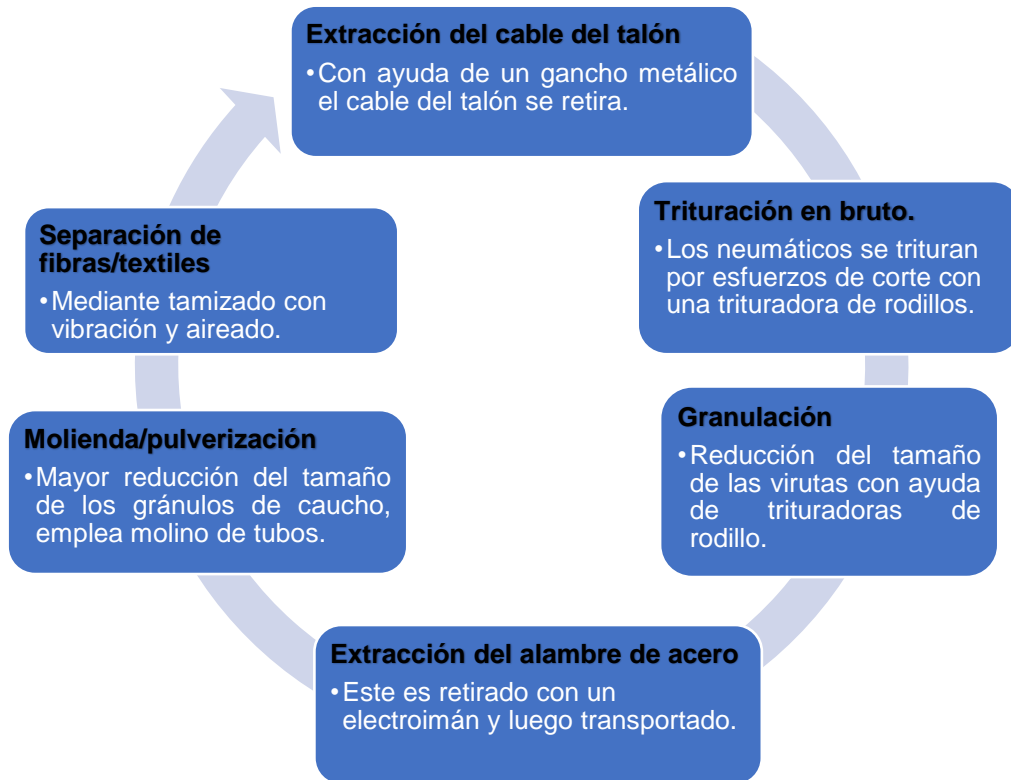 Extracción del cable del talón
•Con ayuda de un gancho metálico
el cable del talón se retira.
Trituración en bruto.
•Los neumáticos se trituran
por esfuerzos de corte con
una trituradora de rodillos.
Granulación
•Reducción del tamaño
de las virutas con ayuda
de trituradoras de
rodillo.
Extracción del alambre de acero
•Este es retirado con un
electroimán y luego transportado.
Molienda/pulverización
•Mayor reducción del tamaño
de los gránulos de caucho,
emplea molino de tubos.
Separación de
fibras/textiles
•Mediante tamizado con
vibración y aireado.